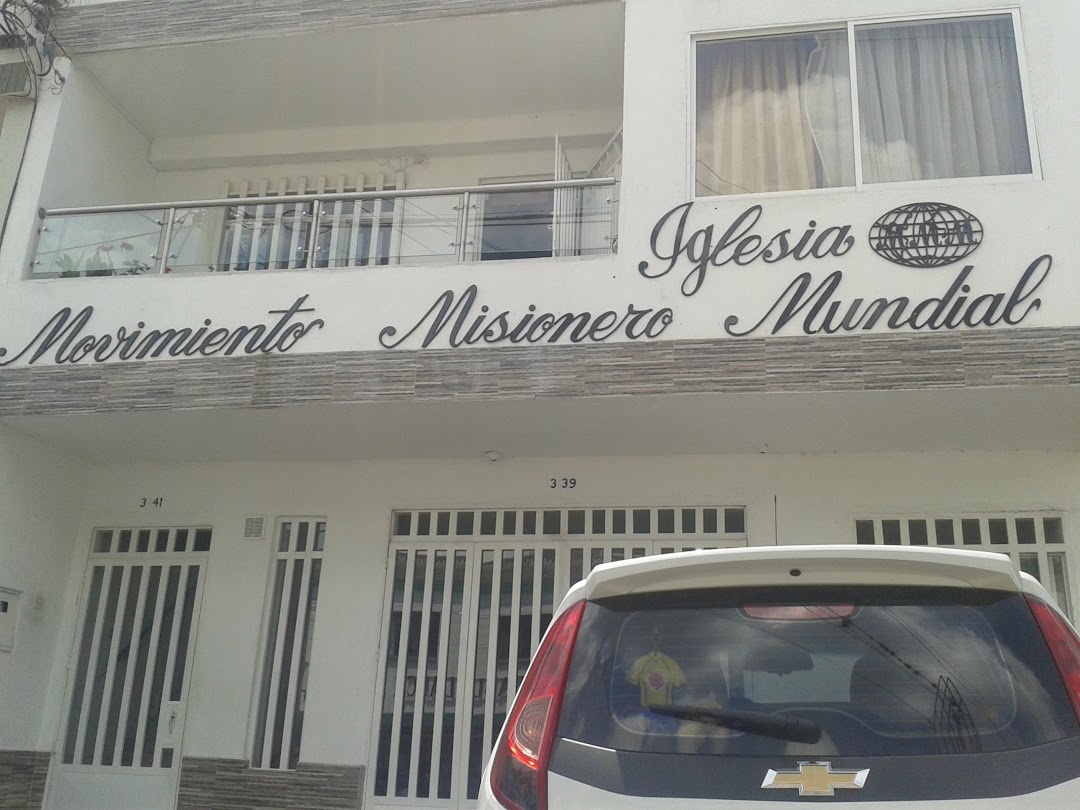 Iglesia M.M.M
Movimiento Misionero Mundial
3 41
3 39